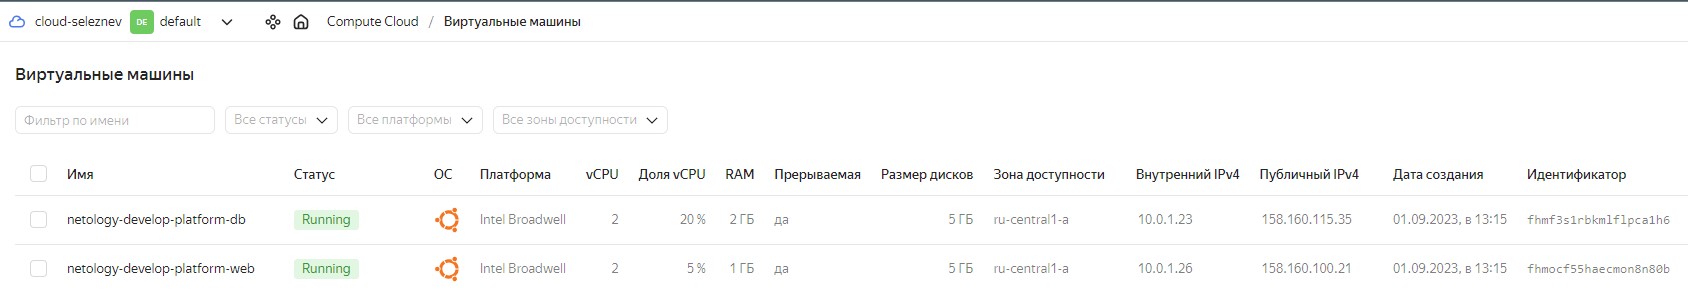 cloud-seleznev DE default Compute Cloud / Виртуальные машины
Виртуальные машины
Фильтр по имени Все статусы Все платформы Все зоны доступности
Имя Статус ОС Платформа vCPU Доля vCPU RAM Прерываемая Размер дисков Зона доступности Внутренний IPv4 Публичный IPv4 Дата создания Идентификатор
netology-develop-platform-db Running Intel Broadwell 2 20 % 2 ГБ да 5 ГБ ru-central1-a 10.0.1.23 158.160.115.35 01.09.2023, в 13:15 fhmf3s1rbkmlflpca1h6
netology-develop-platform-web Running Intel Broadwell 2 5 % 1 ГБ да 5 ГБ ru-central1-a 10.0.1.26 158.160.100.21 01.09.2023, в 13:15 fhmocf55haecmon8n80b